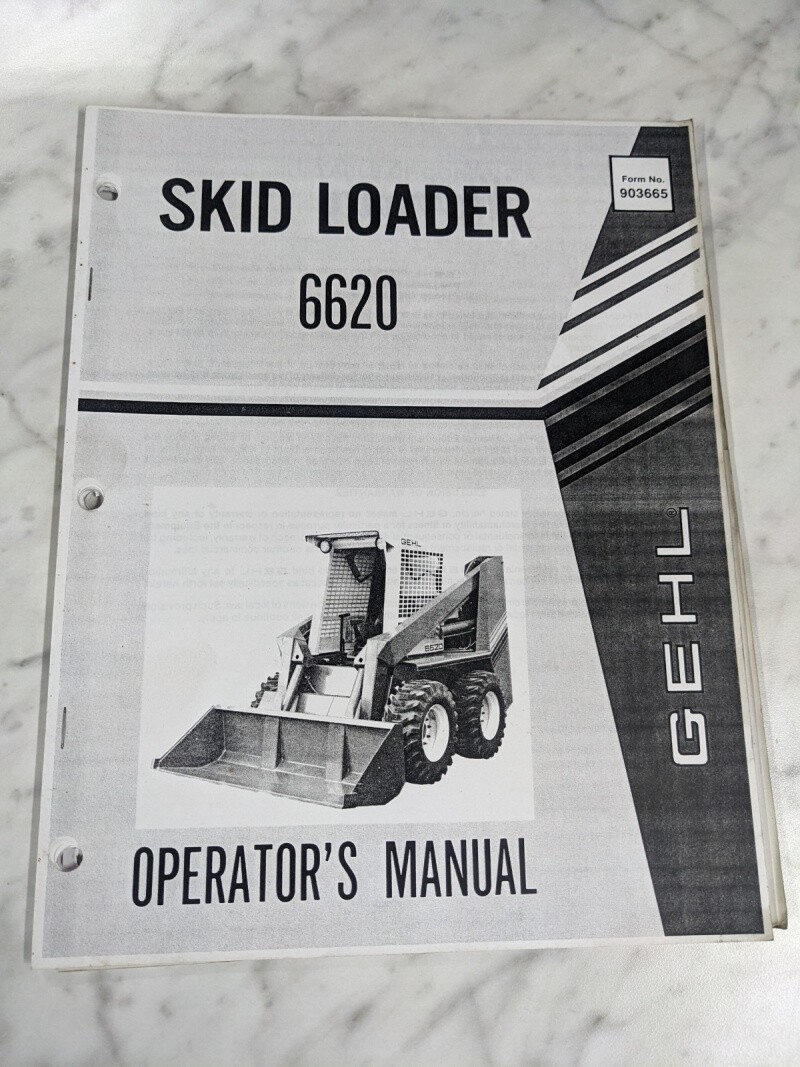 SKID LOADER
6620
Form No.
903665
GEHL®
GEHL
6620
OPERATOR'S MANUAL